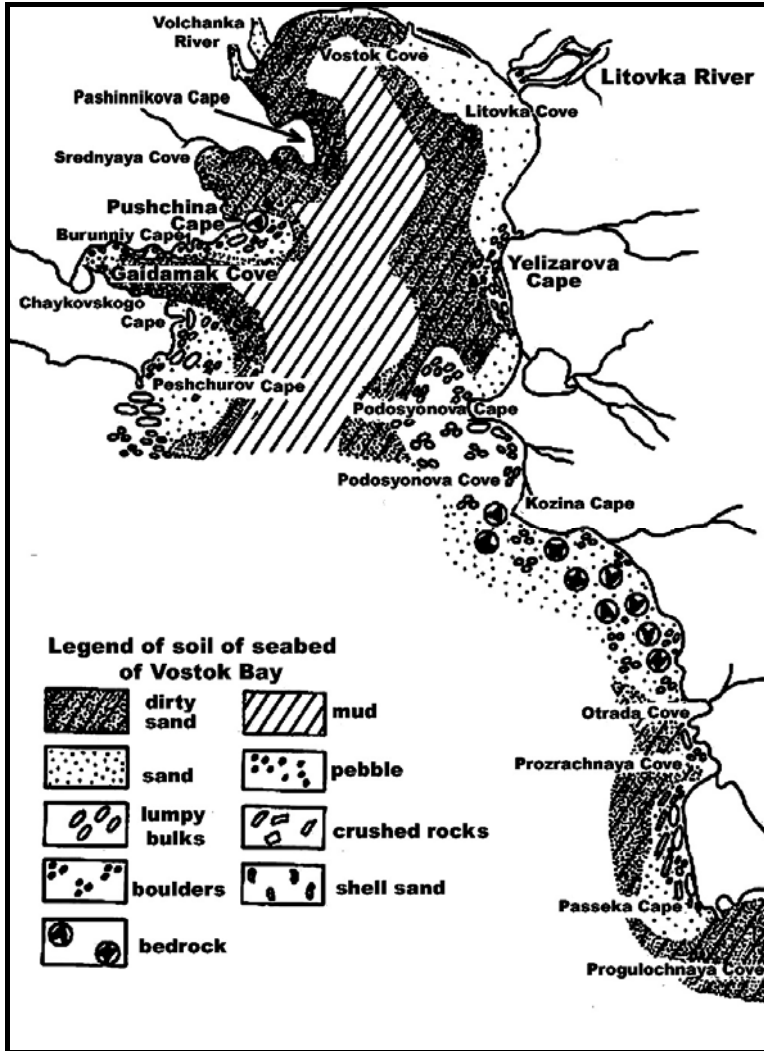 Volchanka
River
Vostok Cove
Litovka River
Pashinnikova Cape
Litovka Cove
Srednyaya Cove
Pushchina
Cape
Burunniy Cape
Yelizarova
Cape
Gaidamak Cove
Chaykovskogo
Cape
Peshchurov Cape
Podosyonova Cape
Podosyonova Cove
Kozina Cape
Legend of soil of seabed
of Vostok Bay
dirty
sand
mud
sand
pebble
lumpy
bulks
crushed rocks
boulders
shell sand
bedrock
Otrada Cove
Prozrachnaya Cove
Passeka Cape
Progulochnaya Cove